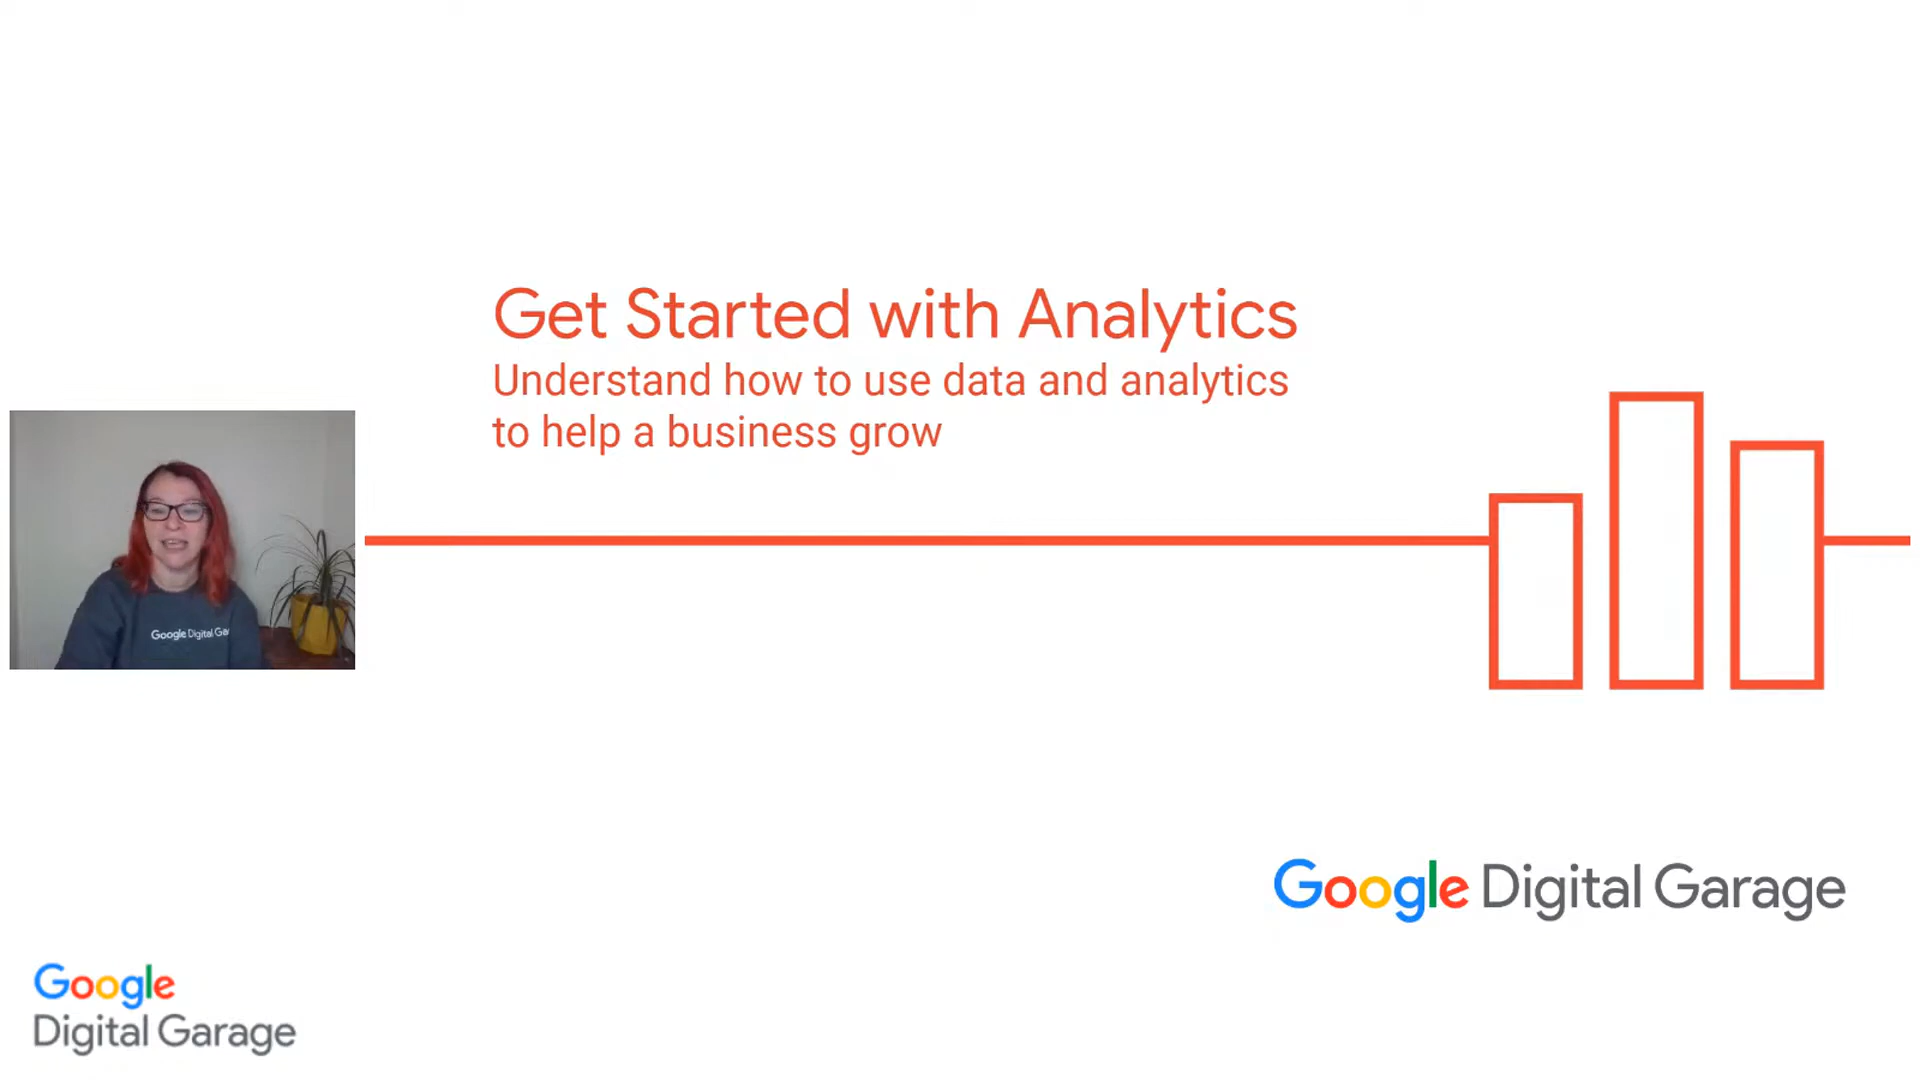 Get Started with Analytics
Understand how to use data and analytics
to help a business grow
Google Digital Gar
Google Digital Garage
Google
Digital Garage